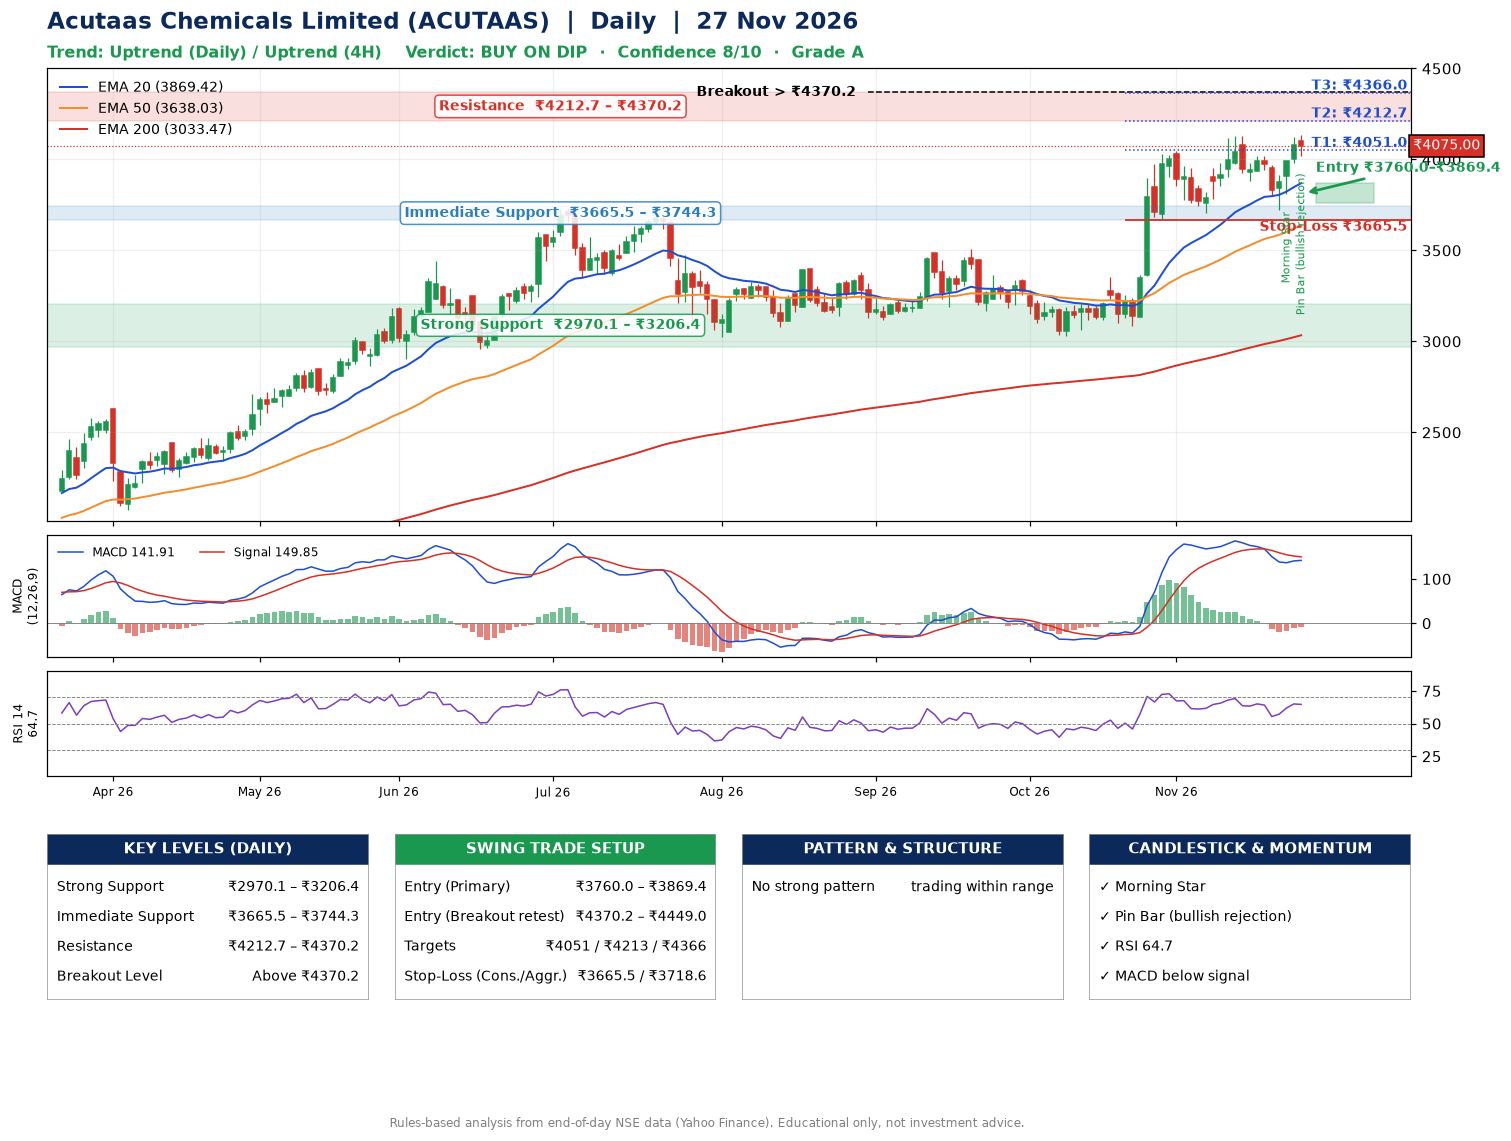 Acutaas Chemicals Limited (ACUTAAS) | Daily | 27 Nov 2026
Trend: Uptrend (Daily) / Uptrend (4H) Verdict: BUY ON DIP · Confidence 8/10 · Grade A
EMA 20 (3869.42)
EMA 50 (3638.03)
EMA 200 (3033.47)
Breakout > ₹4370.2
Resistance ₹4212.7 – ₹4370.2
T3: ₹4366.0
T2: ₹4212.7
T1: ₹4051.0
₹4075.00
Entry ₹3760.0–₹3869.4
Immediate Support ₹3665.5 – ₹3744.3
Stop-Loss ₹3665.5
Morning Star
Pin Bar (bullish rejection)
Strong Support ₹2970.1 – ₹3206.4
4500
4000
3500
3000
2500
MACD 141.91
Signal 149.85
MACD
(12,26,9)
100
0
RSI 14
64.7
75
50
25
Apr 26
May 26
Jun 26
Jul 26
Aug 26
Sep 26
Oct 26
Nov 26
KEY LEVELS (DAILY)
Strong Support ₹2970.1 – ₹3206.4
Immediate Support ₹3665.5 – ₹3744.3
Resistance ₹4212.7 – ₹4370.2
Breakout Level Above ₹4370.2
SWING TRADE SETUP
Entry (Primary) ₹3760.0 – ₹3869.4
Entry (Breakout retest) ₹4370.2 – ₹4449.0
Targets ₹4051 / ₹4213 / ₹4366
Stop-Loss (Cons./Aggr.) ₹3665.5 / ₹3718.6
PATTERN & STRUCTURE
No strong pattern trading within range
CANDLESTICK & MOMENTUM
✓ Morning Star
✓ Pin Bar (bullish rejection)
✓ RSI 64.7
✓ MACD below signal
Rules-based analysis from end-of-day NSE data (Yahoo Finance). Educational only, not investment advice.